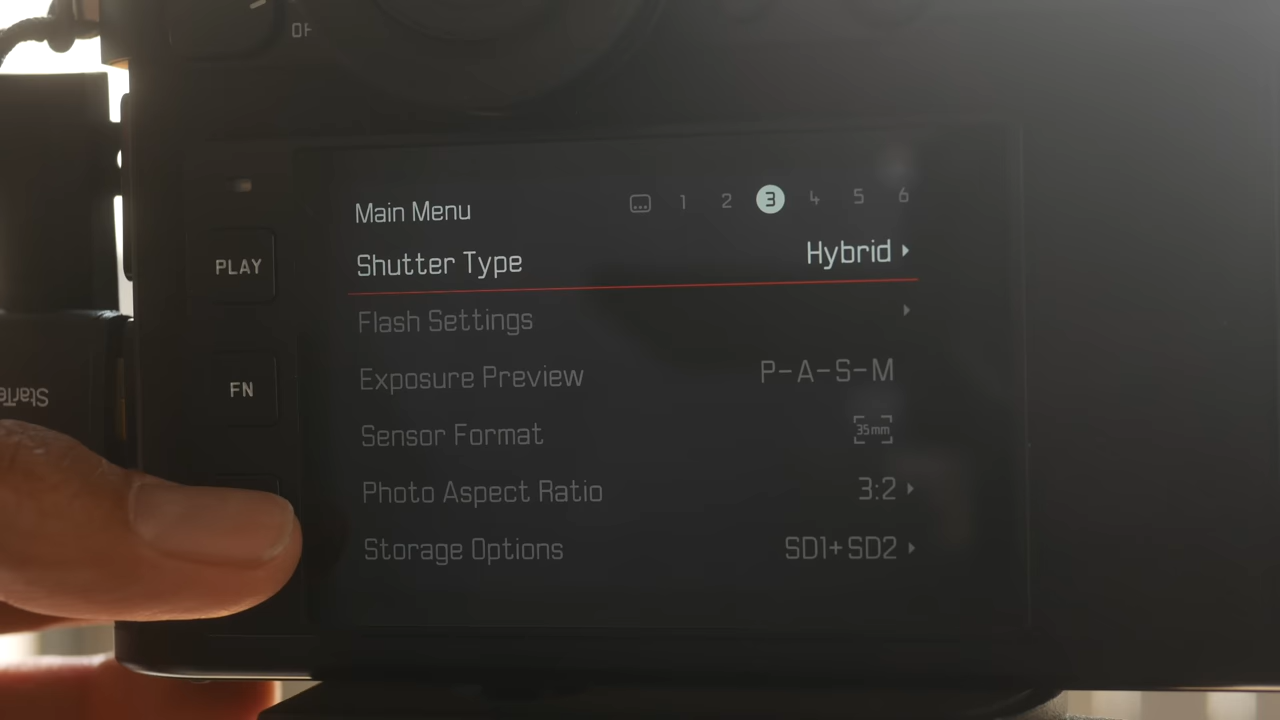 OF
Main Menu 1 2 3 4 5 6
Shutter Type Hybrid
PLAY
Flash Settings
Exposure Preview P-A-S-M
FN
Sensor Format 35mm
Photo Aspect Ratio 3:2
Storage Options SD1+SD2